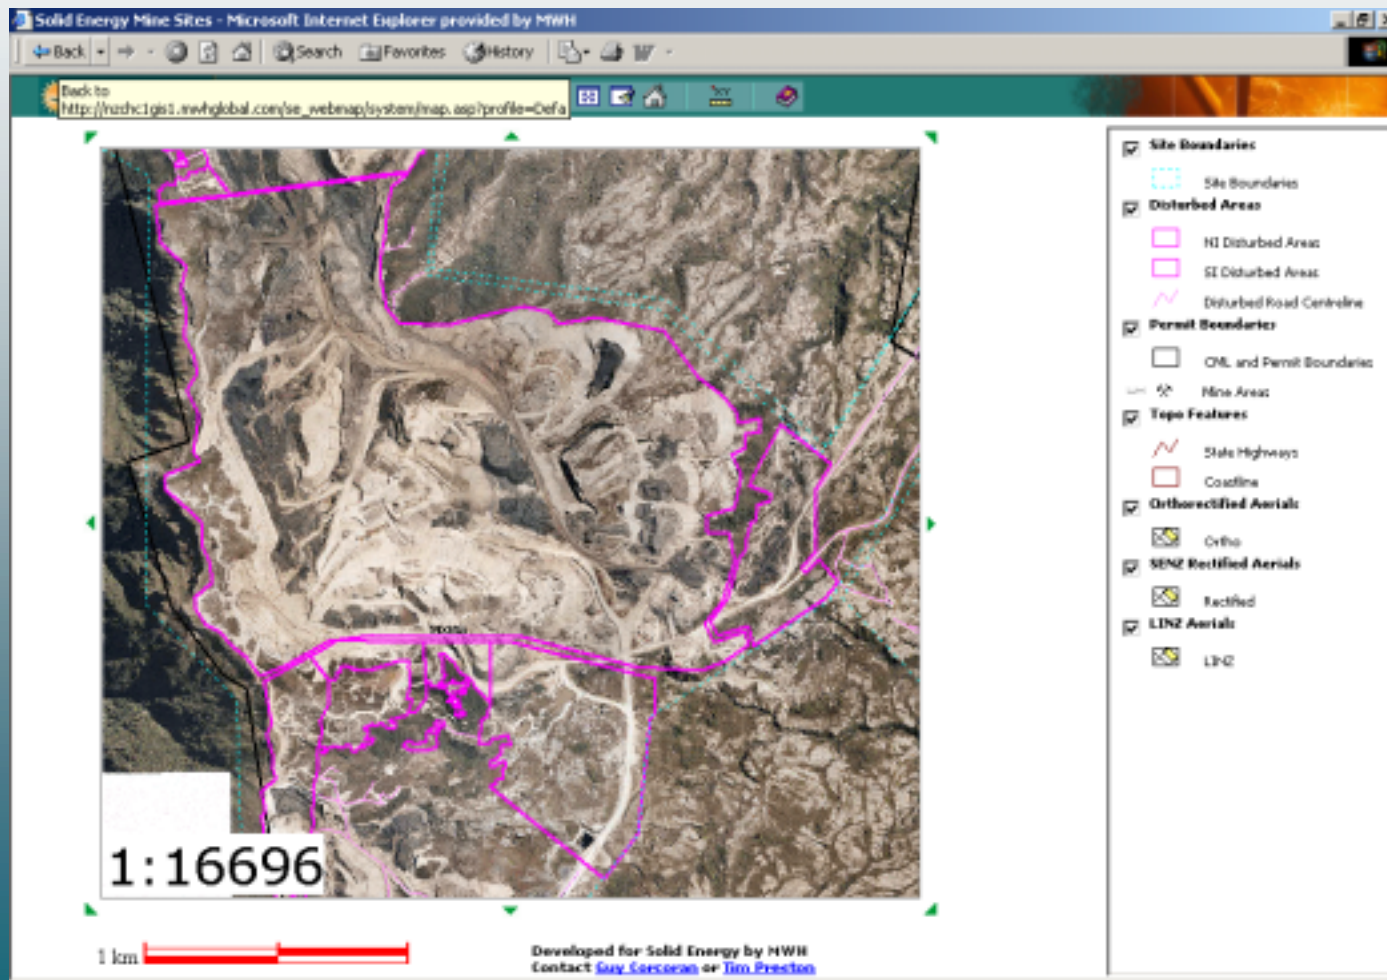 Solid Energy Mine Sites - Microsoft Internet Explorer provided by MWH
Back
Search
Favorites
History
Back to
http://nzchc1gis1.mwhglobal.com/se_webmap/system/map.asp?profile=Defa
Site Boundaries
Site Boundaries
Disturbed Areas
NI Disturbed Areas
SI Disturbed Areas
Disturbed Road Centreline
Permit Boundaries
CML and Permit Boundaries
Mine Areas
Topo Features
State Highways
Coastline
Orthorectified Aerials
Ortho
SENZ Rectified Aerials
Rectified
LINZ Aerials
LINZ
1:16696
1 km
Developed for Solid Energy by MWH
Contact Guy Corcoran or Tim Preston